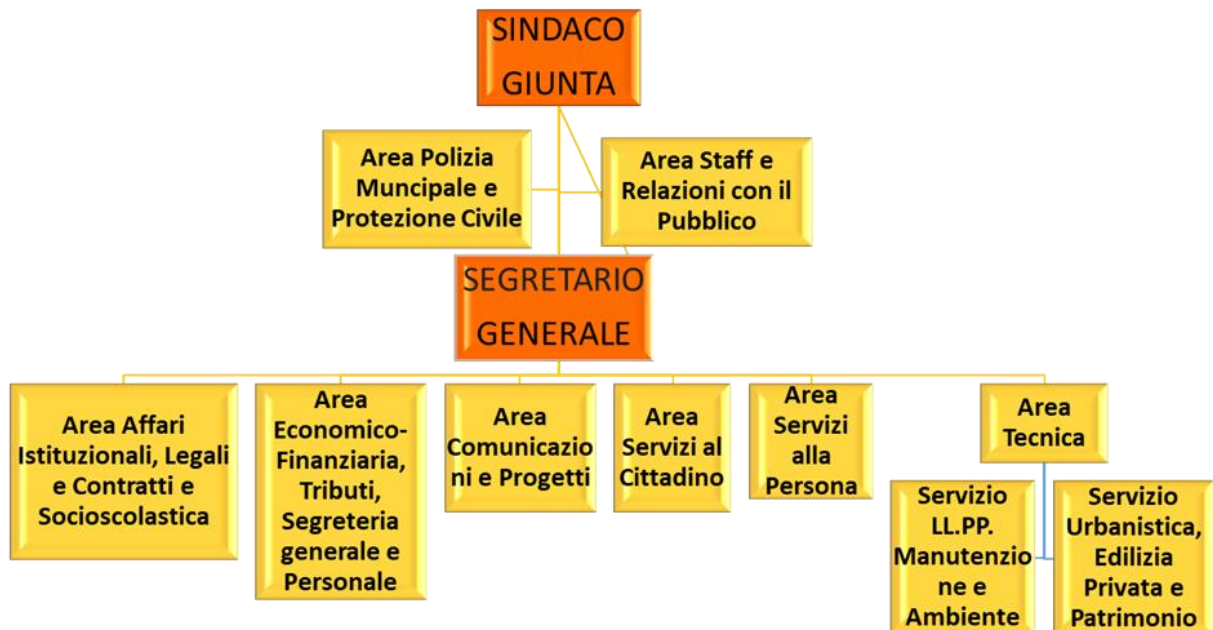 SINDACO
GIUNTA
Area Polizia
Muncipale e
Protezione Civile
Area Staff e
Relazioni con il
Pubblico
SEGRETARIO
GENERALE
Area Affari
Istituzionali, Legali
e Contratti e
Socioscolastica
Area
Economico-
Finanziaria,
Tributi,
Segreteria
generale e
Personale
Area
Comunicazio
ni e Progetti
Area
Servizi al
Cittadino
Area
Servizi
alla
Persona
Area
Tecnica
Servizio
LL.PP.
Manutenzio
ne e
Ambiente
Servizio
Urbanistica,
Edilizia
Privata e
Patrimonio